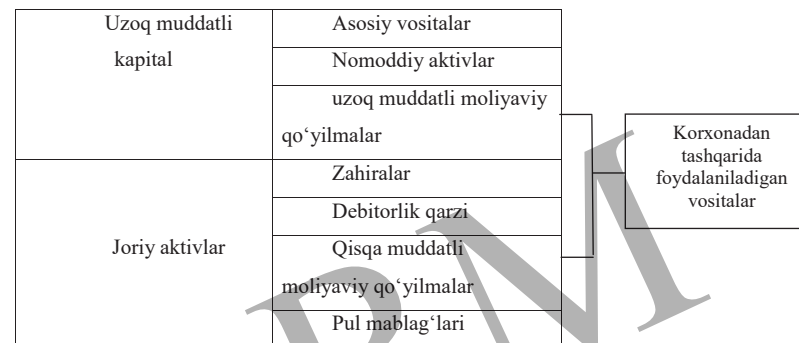 Uzoq muddatli
kapital
Asosiy vositalar
Nomoddiy aktivlar
uzoq muddatli moliyaviy
qo‘yilmalar
Joriy aktivlar
Zahiralar
Debitorlik qarzi
Qisqa muddatli
moliyaviy qo‘yilmalar
Pul mablag‘lari
Korxonadan
tashqarida
foydalaniladigan
vositalar